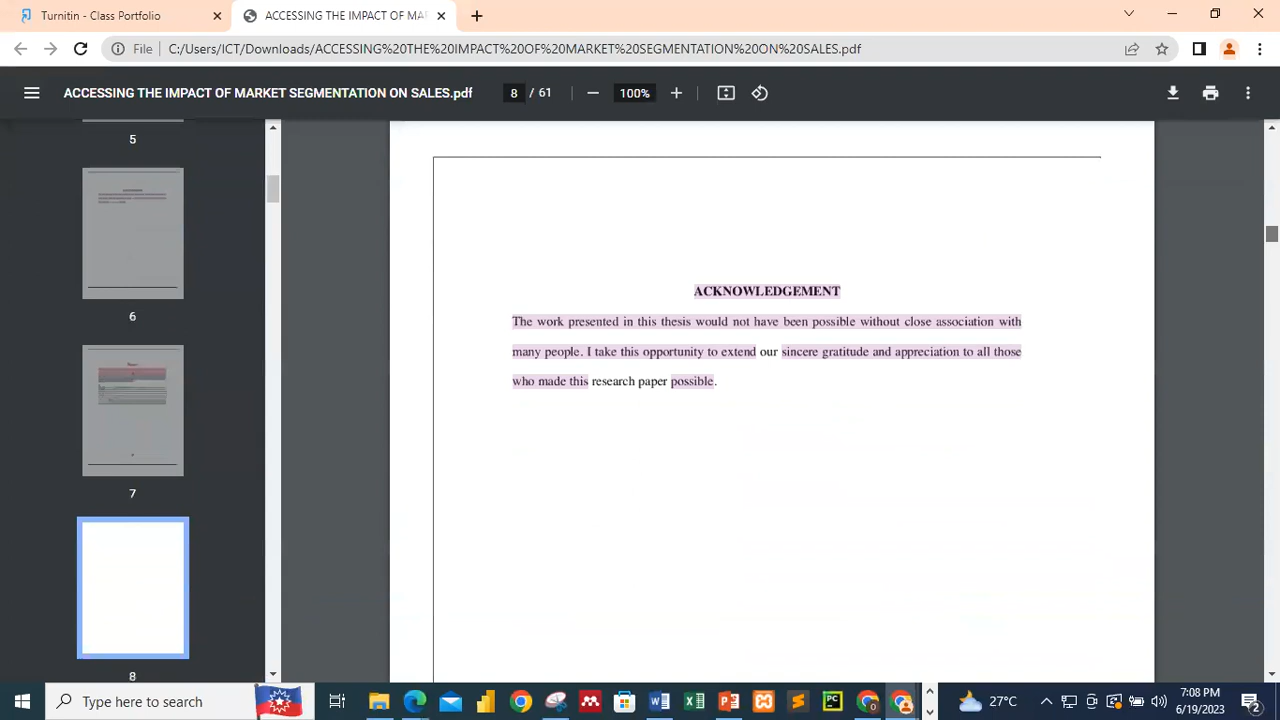 Turnitin - Class Portfolio
ACCESSING THE IMPACT OF MA
File
C:/Users/ICT/Downloads/ACCESSING%20THE%20IMPACT%20OF%20MARKET%20SEGMENTATION%20ON%20SALES.pdf
ACCESSING THE IMPACT OF MARKET SEGMENTATION ON SALES.pdf
8 / 61
100%
5
6
7
8
ACKNOWLEDGEMENT
The work presented in this thesis would not have been possible without close association with
many people. I take this opportunity to extend our sincere gratitude and appreciation to all those
who made this research paper possible.
Type here to search
27°C
7:08 PM
6/19/2023
2